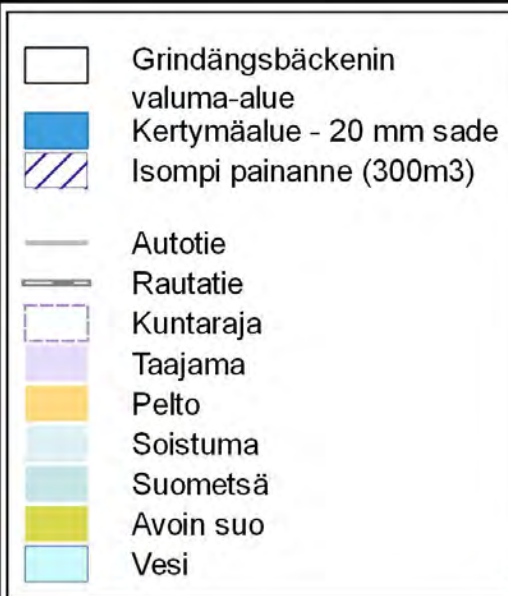 Grindängsbäckenin
valuma-alue
Kertymäalue - 20 mm sade
Isompi painanne (300m3)
Autotie
Rautatie
Kuntaraja
Taajama
Pelto
Soistuma
Suometsä
Avoin suo
Vesi